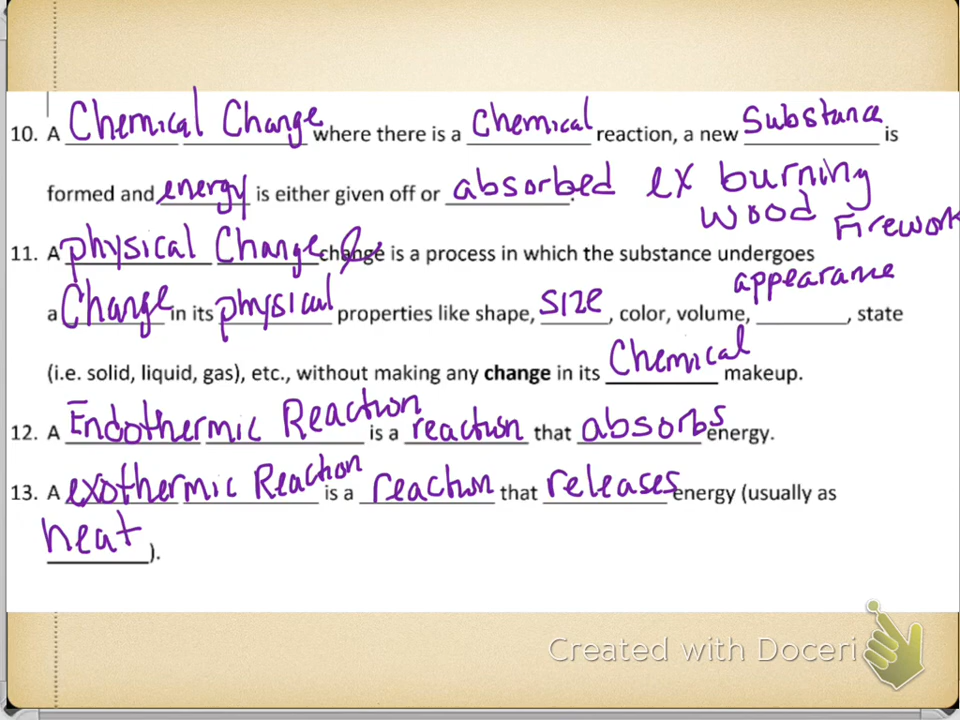 10. A Chemical Change where there is a Chemical reaction, a new Substance is
formed and energy is either given off or absorbed. ex burning
wood Firework
11. A physical Change change is a process in which the substance undergoes
a Change in its physical properties like shape, size, color, volume, appearance, state
(i.e. solid, liquid, gas), etc., without making any change in its Chemical makeup.
12. A Endothermic Reaction is a reaction that absorbs energy.
13. A exothermic Reaction is a reaction that releases energy (usually as
heat).
Created with Doceri